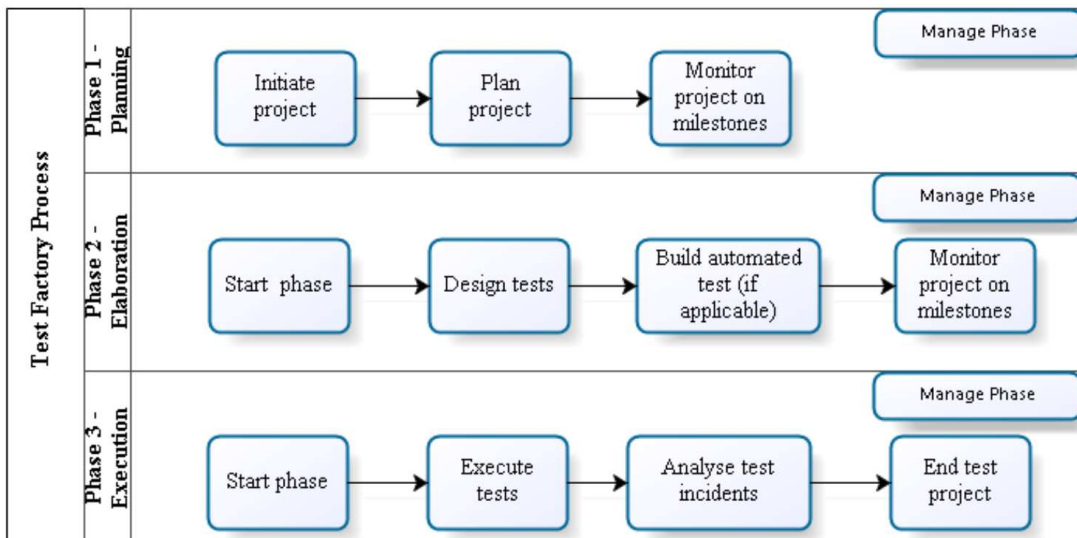 Test Factory Process
Phase 1 -
Planning
Manage Phase
Initiate
project
Plan
project
Monitor
project on
milestones
Phase 2 -
Elaboration
Manage Phase
Start phase
Design tests
Build automated
test (if
applicable)
Monitor
project on
milestones
Phase 3 -
Execution
Manage Phase
Start phase
Execute
tests
Analyse test
incidents
End test
project